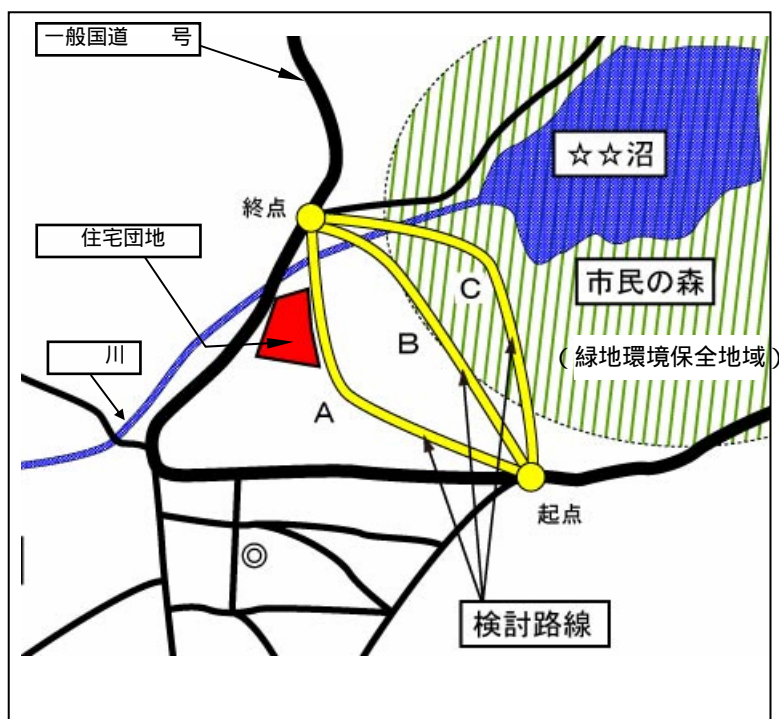 一般国道　　号
☆☆沼
終点
住宅団地
市民の森
C
B
（緑地環境保全地域）
川
A
起点
◎
検討路線